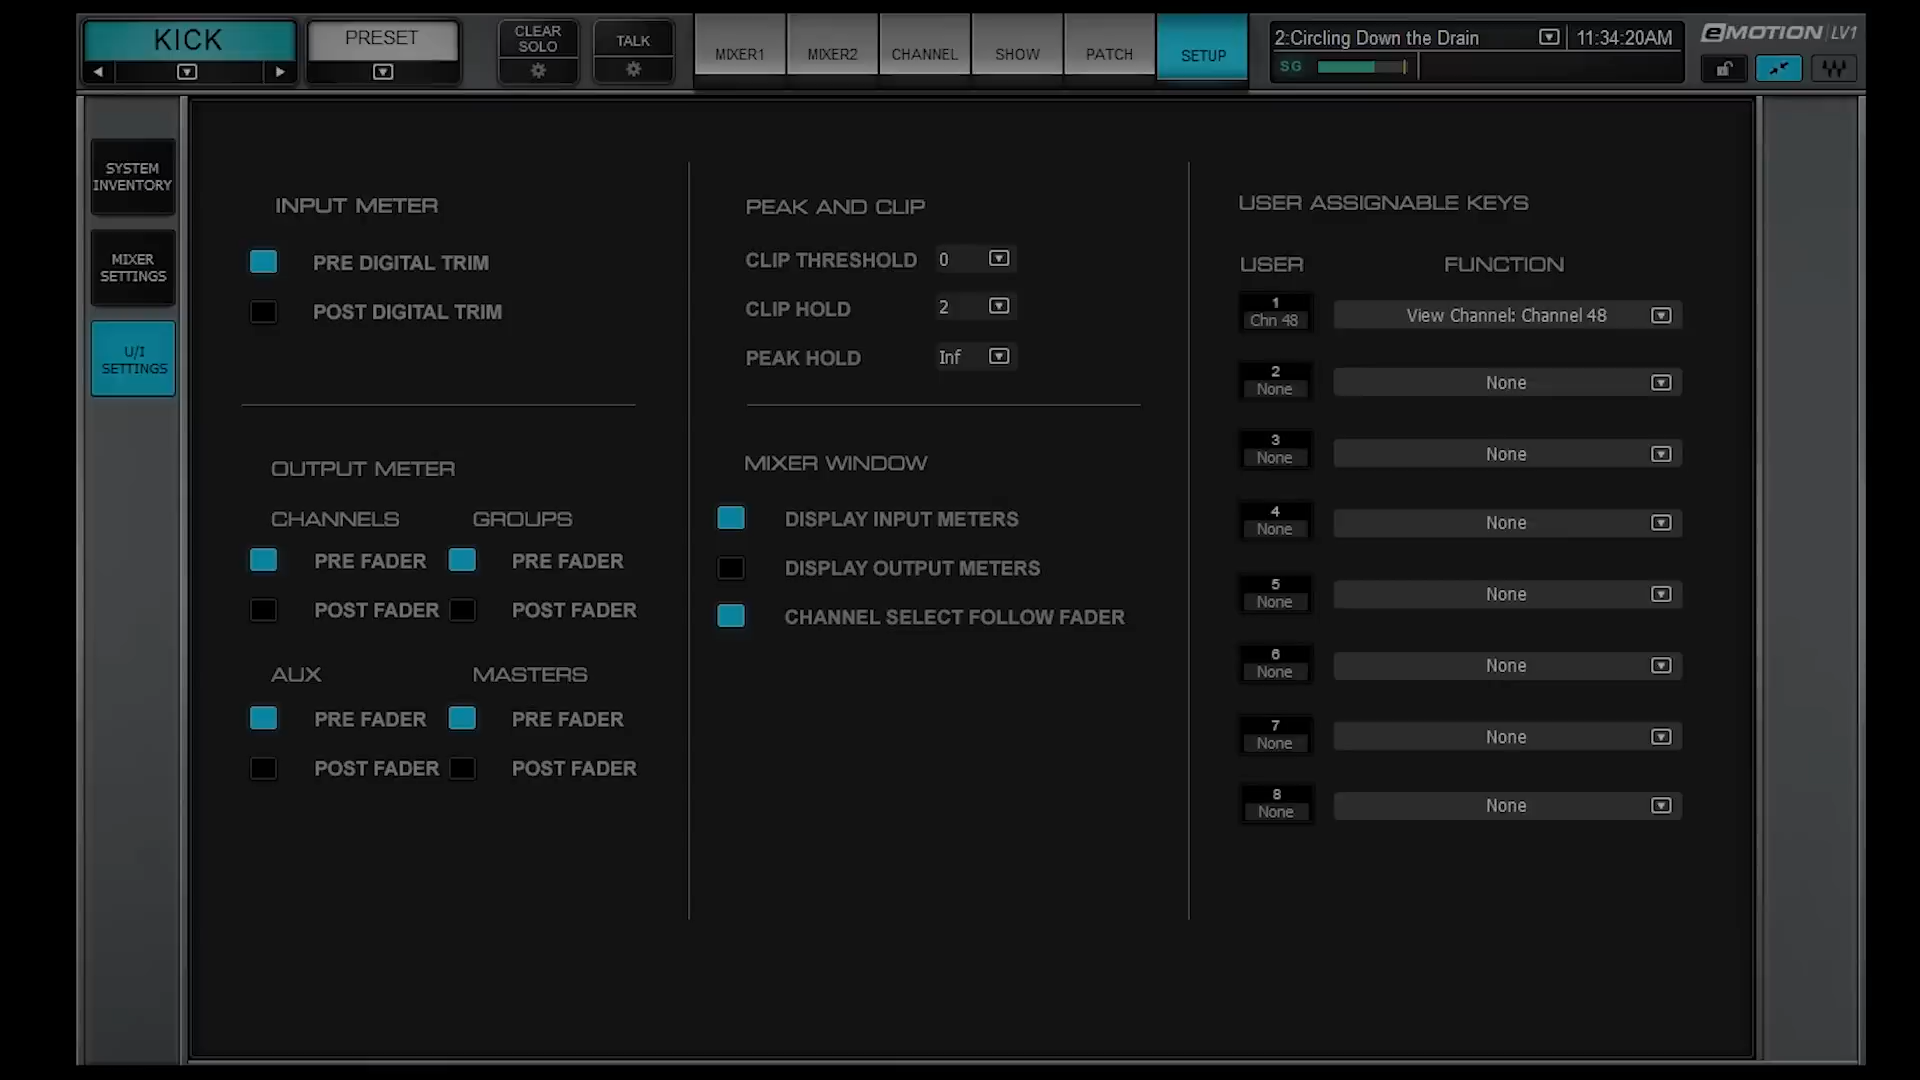 KICK
PRESET
CLEAR
SOLO
TALK
MIXER1
MIXER2
CHANNEL
SHOW
PATCH
SETUP
2:Circling Down the Drain
11:34:20AM
SG
eMOTION LV1
SYSTEM
INVENTORY
MIXER
SETTINGS
U/I
SETTINGS
INPUT METER
PRE DIGITAL TRIM
POST DIGITAL TRIM
OUTPUT METER
CHANNELS GROUPS
PRE FADER PRE FADER
POST FADER POST FADER
AUX MASTERS
PRE FADER PRE FADER
POST FADER POST FADER
PEAK AND CLIP
CLIP THRESHOLD 0
CLIP HOLD 2
PEAK HOLD Inf
MIXER WINDOW
DISPLAY INPUT METERS
DISPLAY OUTPUT METERS
CHANNEL SELECT FOLLOW FADER
USER ASSIGNABLE KEYS
USER FUNCTION
1
Chn 48 View Channel: Channel 48
2
None None
3
None None
4
None None
5
None None
6
None None
7
None None
8
None None